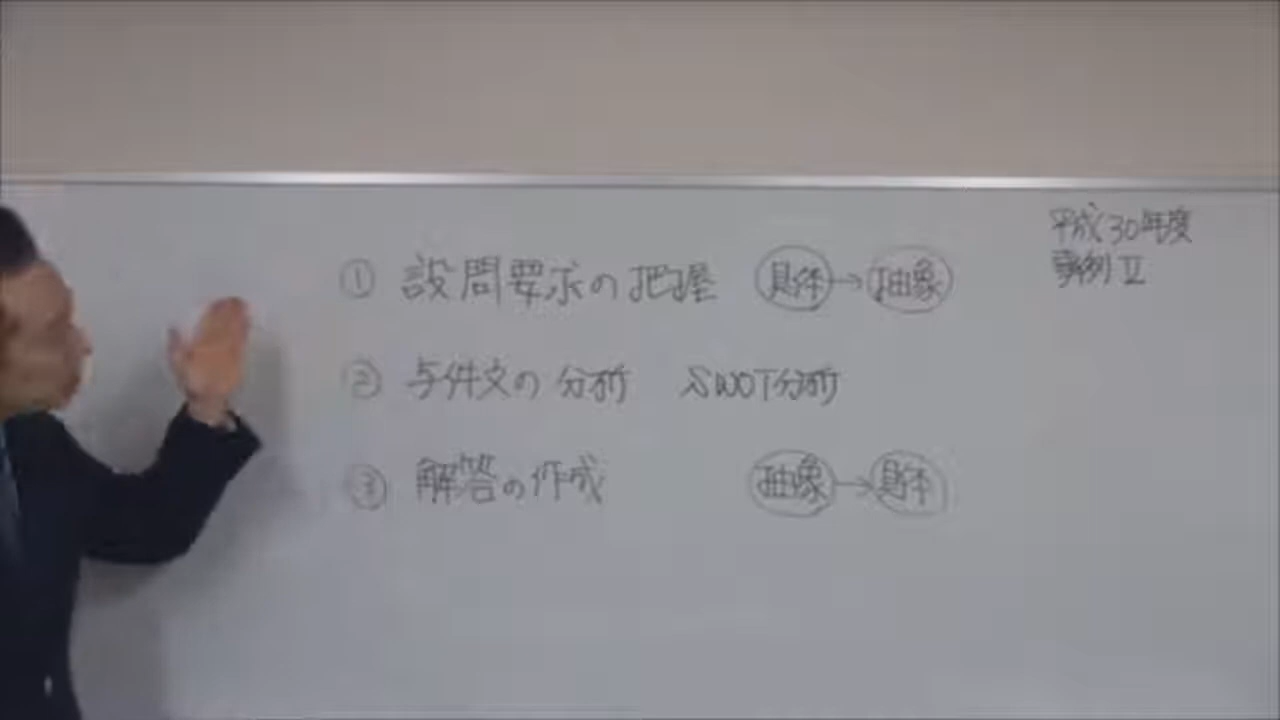 平成30年度
事例Ⅱ
① 設問要求の把握 具体→抽象
② 与件文の分析 SWOT分析
③ 解答の作成 抽象→具体